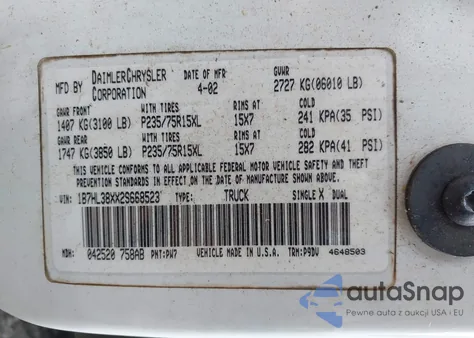 MFD BY DAIMLERCHRYSLER CORPORATION DATE OF MFR 4-02 GVWR 2727 KG(06010 LB)
GAWR FRONT WITH TIRES RIMS AT COLD
1407 KG(3100 LB) P235/75R15XL 15X7 241 KPA(35 PSI)
GAWR REAR WITH TIRES RIMS AT COLD
1747 KG(3850 LB) P235/75R15XL 15X7 282 KPA(41 PSI)
THIS VEHICLE CONFORMS TO ALL APPLICABLE FEDERAL MOTOR VEHICLE SAFETY AND THEFT
PREVENTION STANDARDS IN EFFECT ON THE DATE OF MANUFACTURE SHOWN ABOVE.
VIN: 1B7HL38XX2S668523 TYPE: TRUCK SINGLE X DUAL
MDH: 042520 758AB PNT: PW7 VEHICLE MADE IN U.S.A. TRM: P9DV 4648503
autoSnap
Pewne auta z aukcji USA i EU